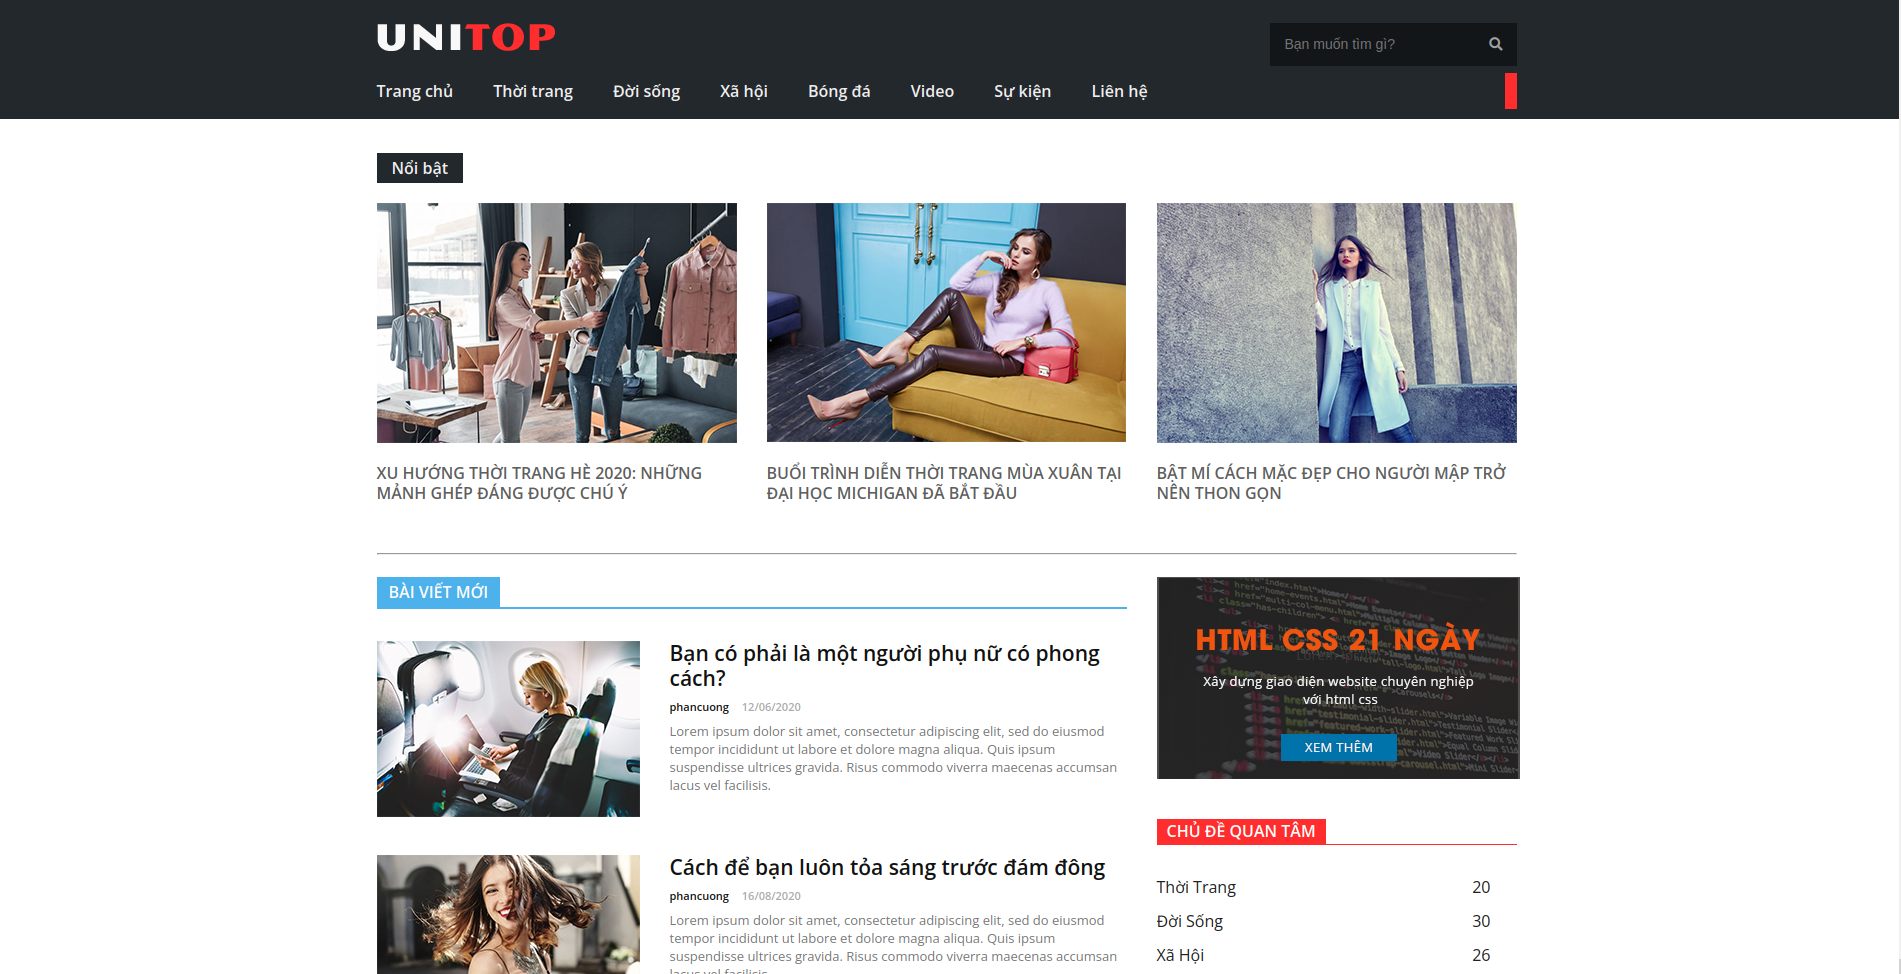 UNITOP
Bạn muốn tìm gì?
Trang chủ Thời trang Đời sống Xã hội Bóng đá Video Sự kiện Liên hệ
Nổi bật
XU HƯỚNG THỜI TRANG HÈ 2020: NHỮNG
MẢNH GHÉP ĐÁNG ĐƯỢC CHÚ Ý
BUỔI TRÌNH DIỄN THỜI TRANG MÙA XUÂN TẠI
ĐẠI HỌC MICHIGAN ĐÃ BẮT ĐẦU
BẬT MÍ CÁCH MẶC ĐẸP CHO NGƯỜI MẬP TRỞ
NÊN THON GỌN
BÀI VIẾT MỚI
Bạn có phải là một người phụ nữ có phong
cách?
phancuong 12/06/2020
Lorem ipsum dolor sit amet, consectetur adipiscing elit, sed do eiusmod
tempor incididunt ut labore et dolore magna aliqua. Quis ipsum
suspendisse ultrices gravida. Risus commodo viverra maecenas accumsan
lacus vel facilisis.
Cách để bạn luôn tỏa sáng trước đám đông
phancuong 16/08/2020
Lorem ipsum dolor sit amet, consectetur adipiscing elit, sed do eiusmod
tempor incididunt ut labore et dolore magna aliqua. Quis ipsum
suspendisse ultrices gravida. Risus commodo viverra maecenas accumsan
lacus vel facilisis.
HTML CSS 21 NGÀY
Xây dựng giao diện website chuyên nghiệp
với html css
XEM THÊM
CHỦ ĐỀ QUAN TÂM
Thời Trang 20
Đời Sống 30
Xã Hội 26